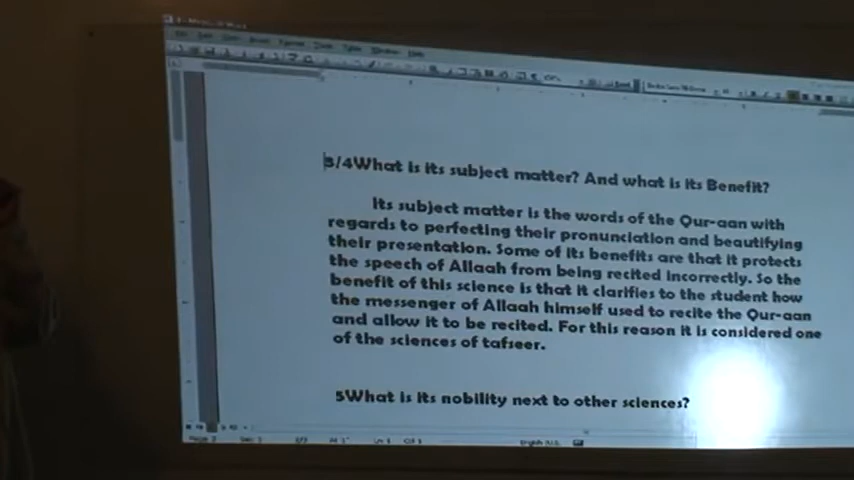 3/4What is its subject matter? And what is its Benefit?
Its subject matter is the words of the Qur-aan with
regards to perfecting their pronunciation and beautifying
their presentation. Some of its benefits are that it protects
the speech of Allaah from being recited incorrectly. So the
benefit of this science is that it clarifies to the student how
the messenger of Allaah himself used to recite the Qur-aan
and allow it to be recited. For this reason it is considered one
of the sciences of tafseer.
5What is its nobility next to other sciences?